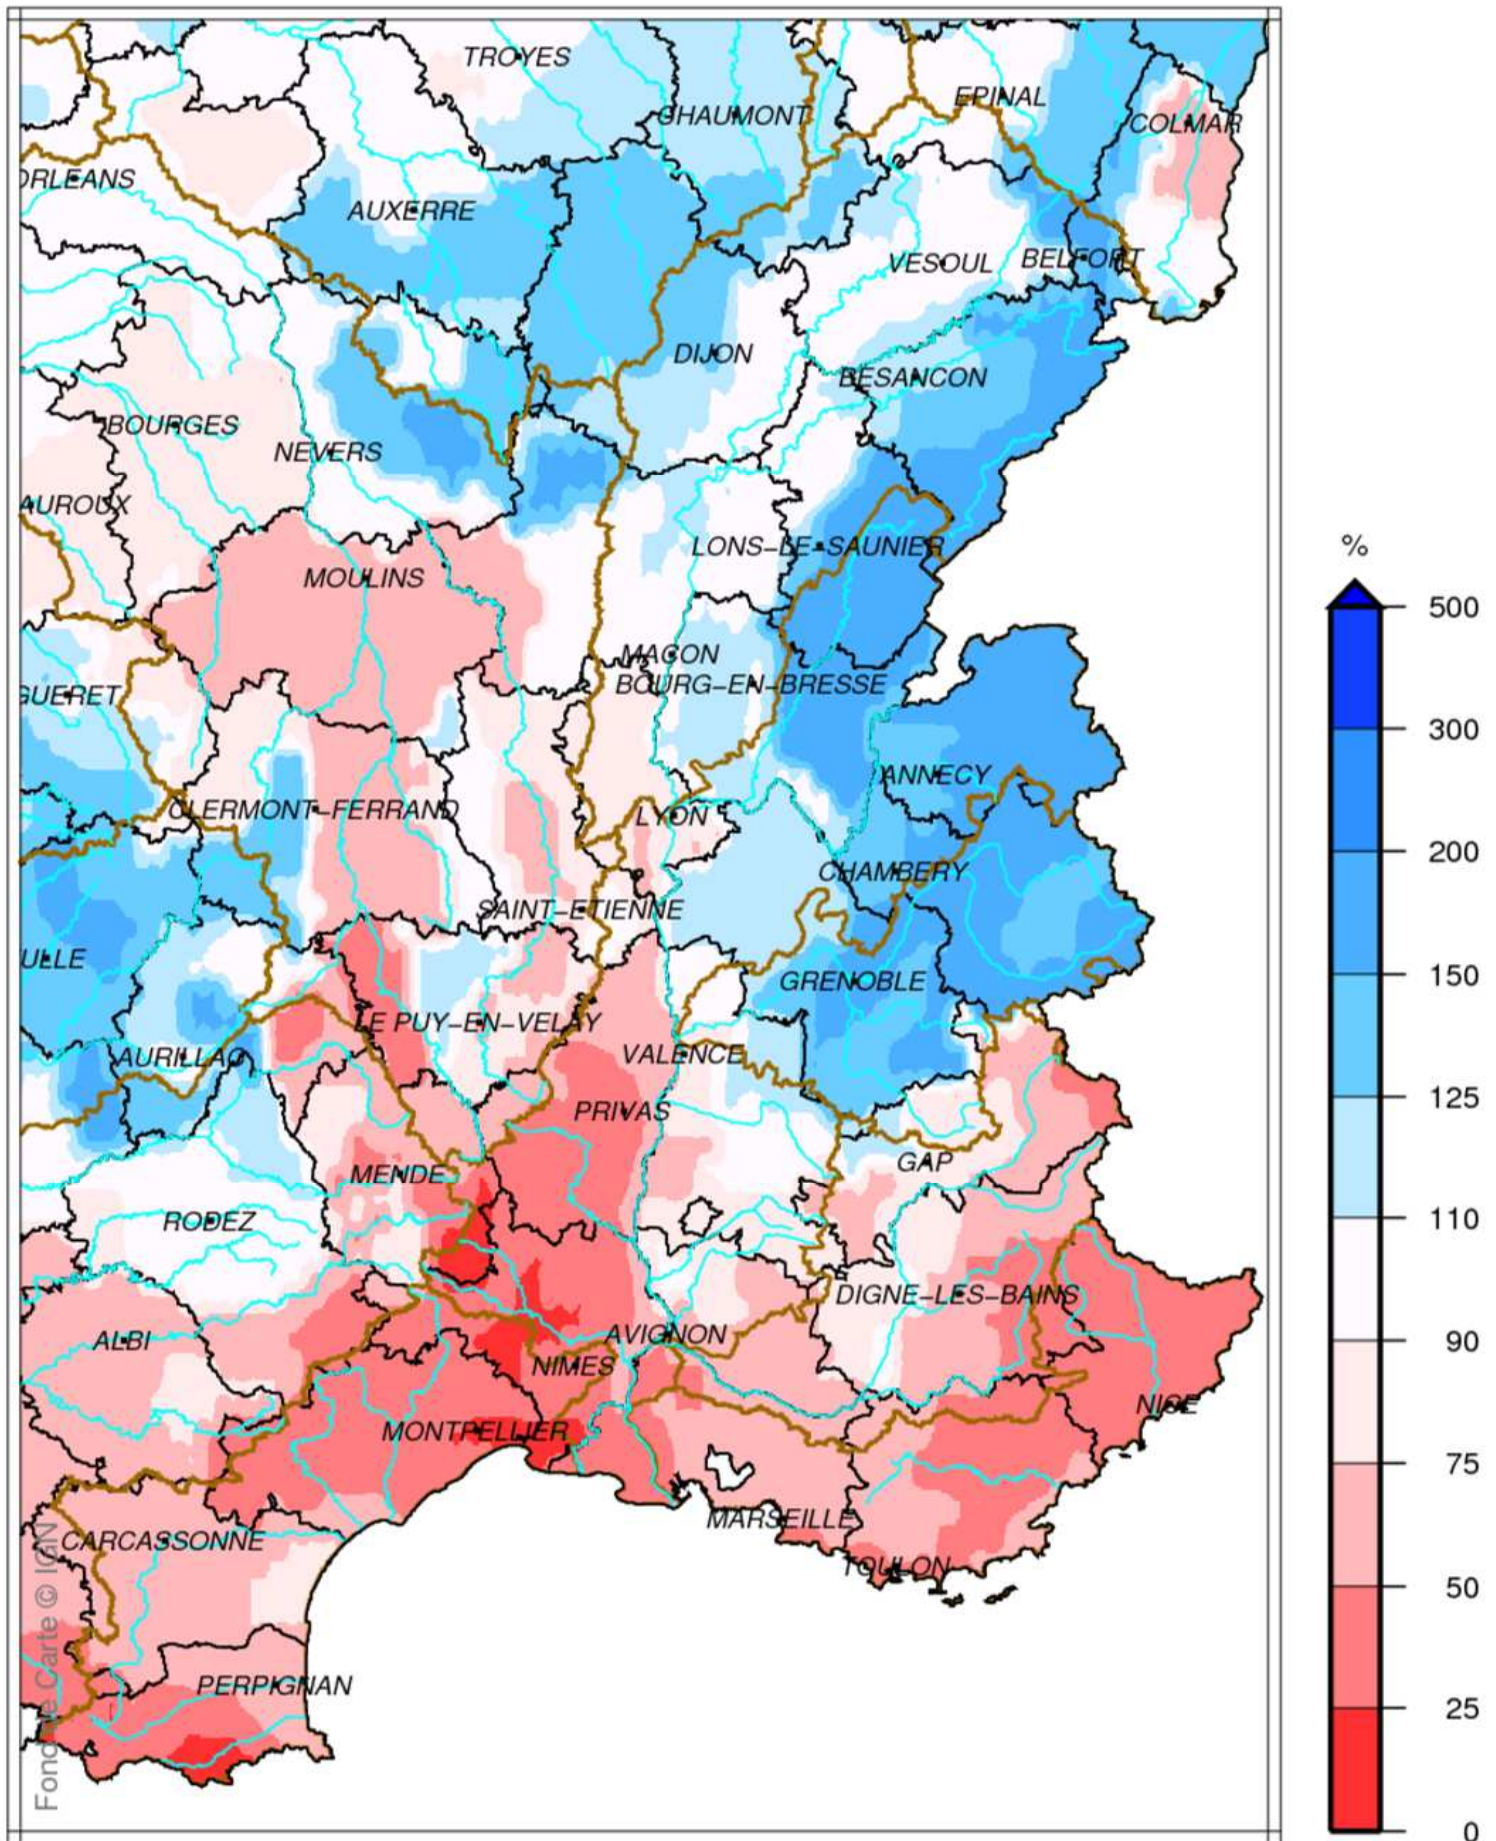 TROYES
EPINAL
CHAUMONT
COLMAR
ORLEANS
AUXERRE
VESOUL
BELFORT
DIJON
BESANCON
BOURGES
NEVERS
AUROUX
LONS-LE-SAUNIER
MOULINS
MACON
BOURG-EN-BRESSE
GUERET
ANNECY
CLERMONT-FERRAND
LYON
CHAMBERY
SAINT-ETIENNE
ULLE
GRENOBLE
LE PUY-EN-VELAY
AURILLAC
VALENCE
PRIVAS
GAP
MENDE
RODEZ
DIGNE-LES-BAINS
ALBI
AVIGNON
NIMES
NICE
MONTPELLIER
MARSEILLE
CARCASSONNE
TOULON
PERPIGNAN
Fond de Carte © IGN
%
500
300
200
150
125
110
90
75
50
25
0